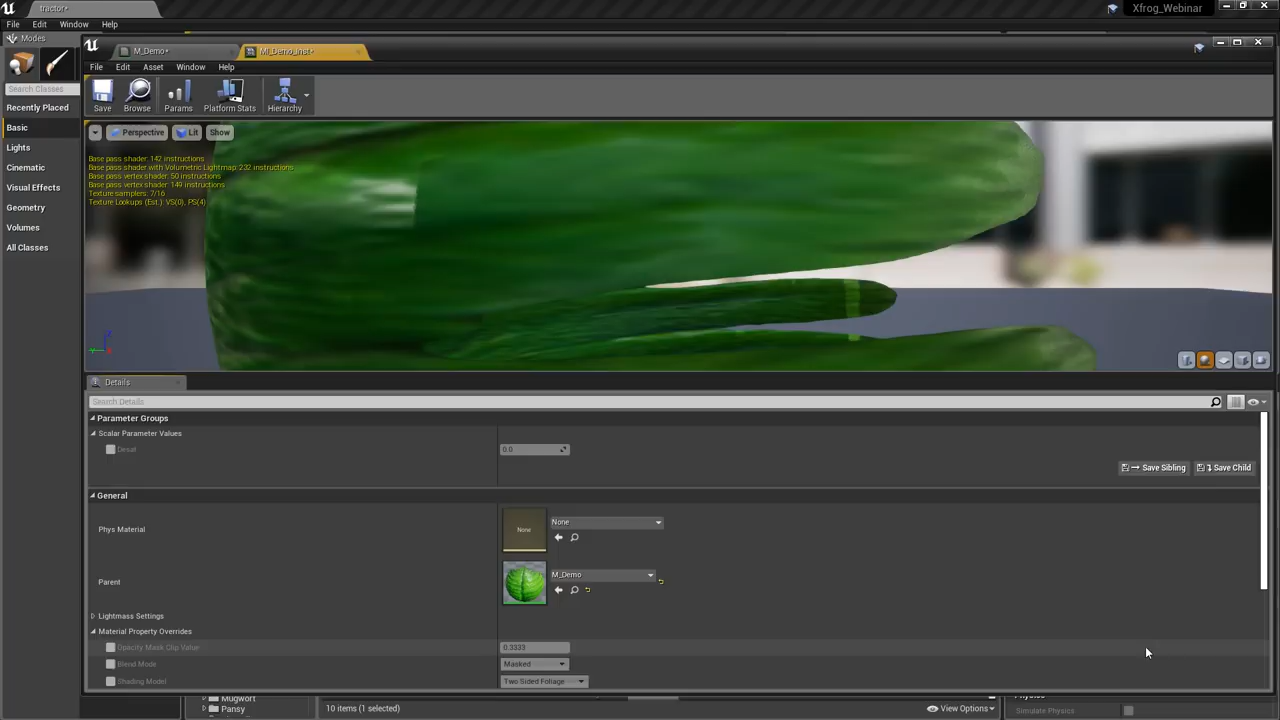 tractor*
Xfrog_Webinar
File Edit Window Help
Modes
M_Demo*
MI_Demo_Inst*
File Edit Asset Window Help
Search Classes
Save Browse Params Platform Stats Hierarchy
Recently Placed
Basic
Lights
Cinematic
Visual Effects
Geometry
Volumes
All Classes
Perspective Lit Show
Base pass shader: 142 instructions
Base pass shader with Volumetric Lightmap: 232 instructions
Base pass vertex shader: 50 instructions
Base pass vertex shader: 149 instructions
Texture samplers: 7/16
Texture Lookups (Est.): VS(0), PS(4)
Details
Search Details
Parameter Groups
Scalar Parameter Values
Desat 0.0
Save Sibling Save Child
General
Phys Material None None
Parent M_Demo
Lightmass Settings
Material Property Overrides
Opacity Mask Clip Value 0.3333
Blend Mode Masked
Shading Model Two Sided Foliage
Mugwort
Pansy
10 items (1 selected)
View Options
Simulate Physics